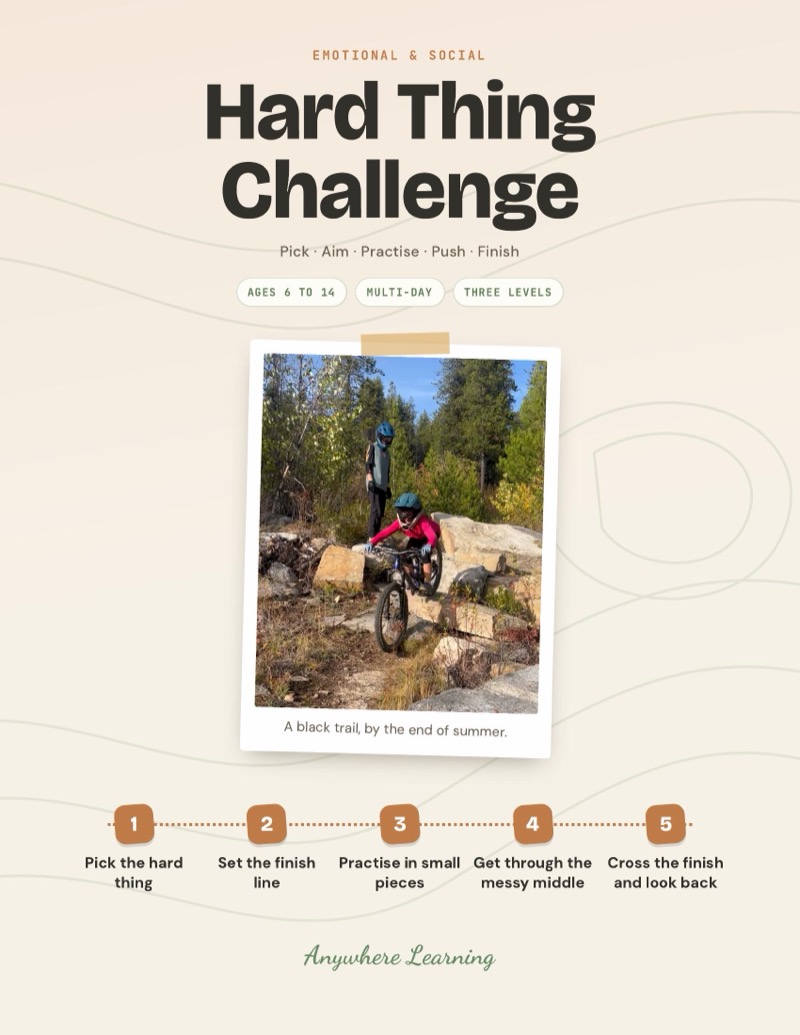 EMOTIONAL & SOCIAL
Hard Thing
Challenge
Pick · Aim · Practise · Push · Finish
AGES 6 TO 14
MULTI-DAY
THREE LEVELS
A black trail, by the end of summer.
1
2
3
4
5
Pick the hard
thing
Set the finish
line
Practise in small
pieces
Get through the
messy middle
Cross the finish
and look back
Anywhere Learning